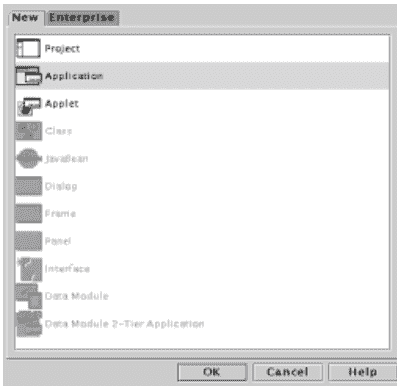 New Enterprise
Project
Application
Applet
Class
JavaBean
Dialog
Frame
Panel
Interface
Data Module
Data Module 2-Tier Application
OK Cancel Help